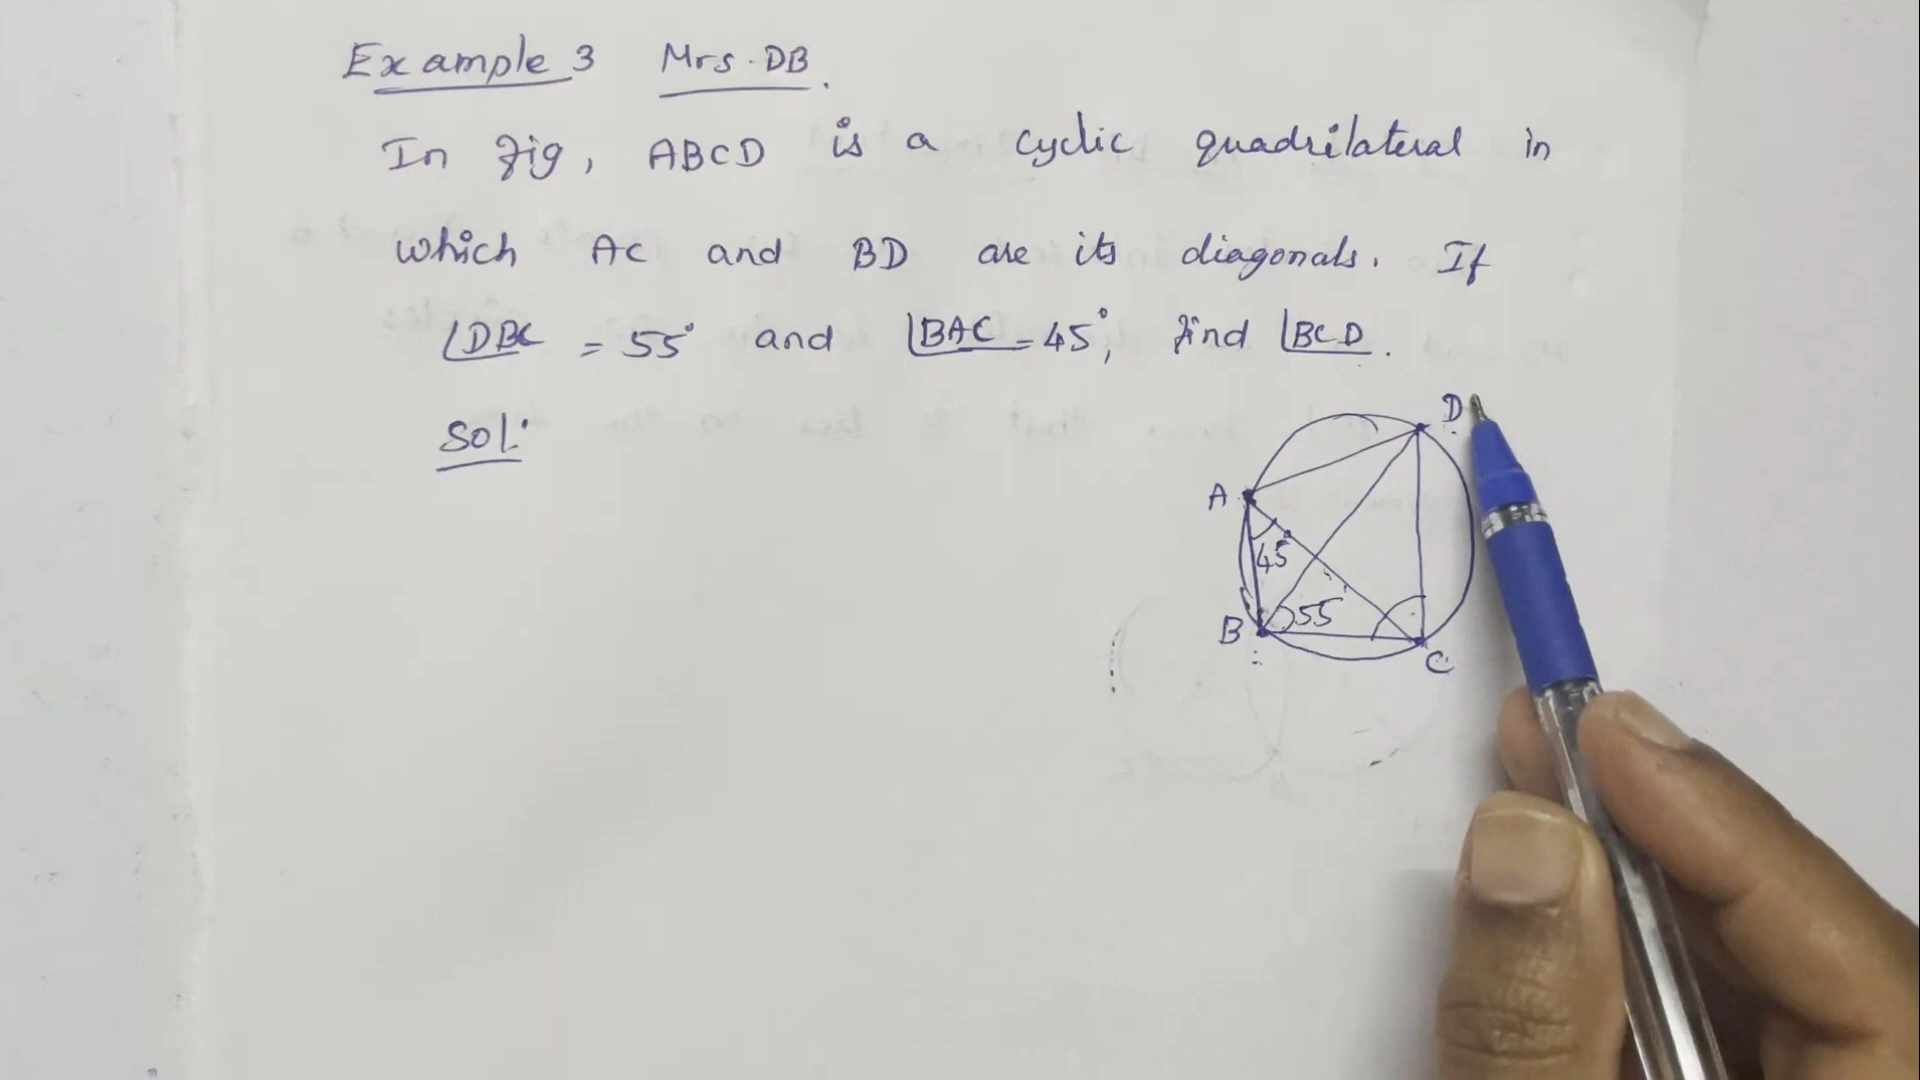 Example 3 Mrs. DB.
In fig, ABCD is a cyclic quadrilateral in
which AC and BD are its diagonals. If
∠DBC = 55° and ∠BAC = 45°, find ∠BCD.
Sol:
D
A
45°
B
55
C